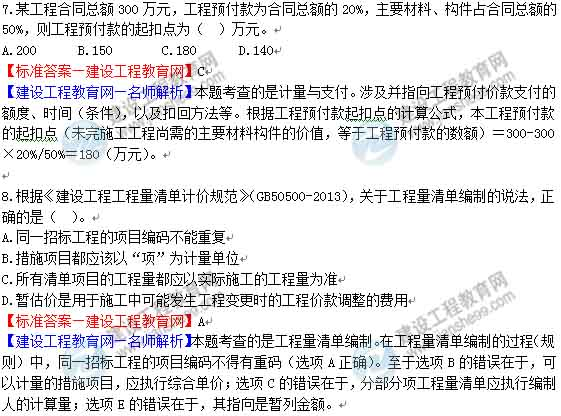 7.某工程合同总额 300 万元，工程预付款为合同总额的 20%，主要材料、构件占合同总额的
50%，则工程预付款的起扣点为（　）万元。
A.200　　B.150　　C.180　　D.140
【标准答案—建设工程教育网】C
【建设工程教育网—名师解析】本题考查的是计量与支付。涉及并指向工程预付价款支付的
额度、时间（条件），以及扣回方法等。根据工程预付款起扣点的计算公式，本工程预付款
的起扣点（未完施工工程尚需的主要材料构件的价值，等于工程预付款的数额）＝300-300
×20%/50%＝180（万元）。
8.根据《建设工程工程量清单计价规范》（GB50500-2013），关于工程量清单编制的说法，正
确的是（　）。
A.同一招标工程的项目编码不能重复
B.措施项目都应该以“项”为计量单位
C.所有清单项目的工程量都应以实际施工的工程量为准
D.暂估价是用于施工中可能发生工程变更时的工程价款调整的费用
【标准答案—建设工程教育网】A
【建设工程教育网—名师解析】本题考查的是工程量清单编制。在工程量清单编制的过程（规
则）中，同一招标工程的项目编码不得有重码（选项 A 正确）。至于选项 B 的错误在于，可
以计量的措施项目，应执行综合单价；选项 C 的错误在于，分部分项工程量清单应执行编制
人的计算量；选项 E 的错误在于，其指向是暂列金额。
建设工程教育网